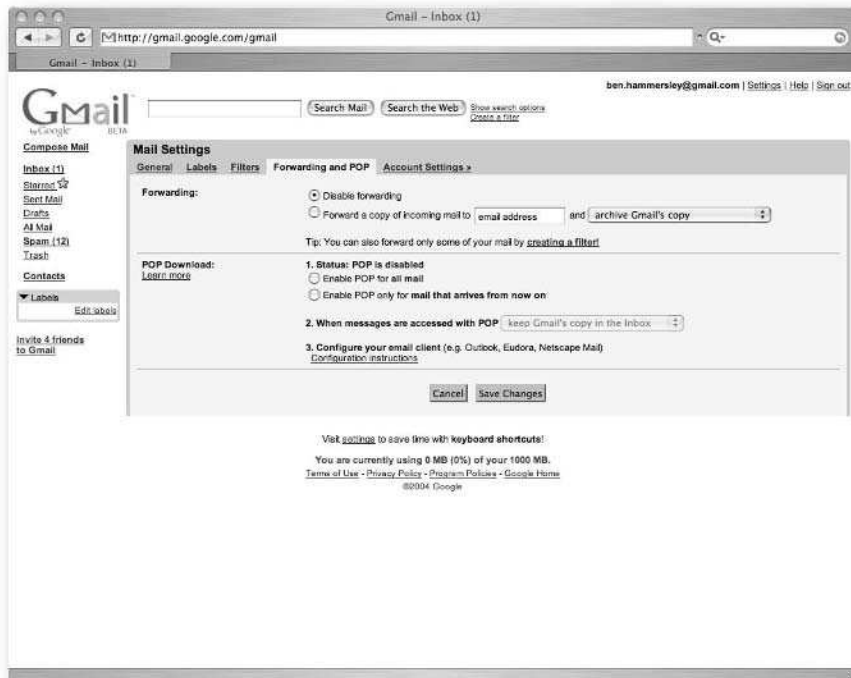 Gmail – Inbox (1)
http://gmail.google.com/gmail
Gmail – Inbox (1)
ben.hammersley@gmail.com | Settings | Help | Sign out
Gmail
by Google BETA
Search Mail Search the Web Show search options
Create a filter
Compose Mail
Inbox (1)
Starred
Sent Mail
Drafts
All Mail
Spam (12)
Trash
Contacts
Labels
Edit labels
Invite 4 friends
to Gmail
Mail Settings
General Labels Filters Forwarding and POP Account Settings »
Forwarding:
Disable forwarding
Forward a copy of incoming mail to email address and archive Gmail's copy
Tip: You can also forward only some of your mail by creating a filter!
POP Download:
Learn more
1. Status: POP is disabled
Enable POP for all mail
Enable POP only for mail that arrives from now on
2. When messages are accessed with POP keep Gmail's copy in the Inbox
3. Configure your email client (e.g. Outlook, Eudora, Netscape Mail)
Configuration instructions
Cancel Save Changes
Visit settings to save time with keyboard shortcuts!
You are currently using 0 MB (0%) of your 1000 MB.
Terms of Use - Privacy Policy - Program Policies - Google Home
©2004 Google